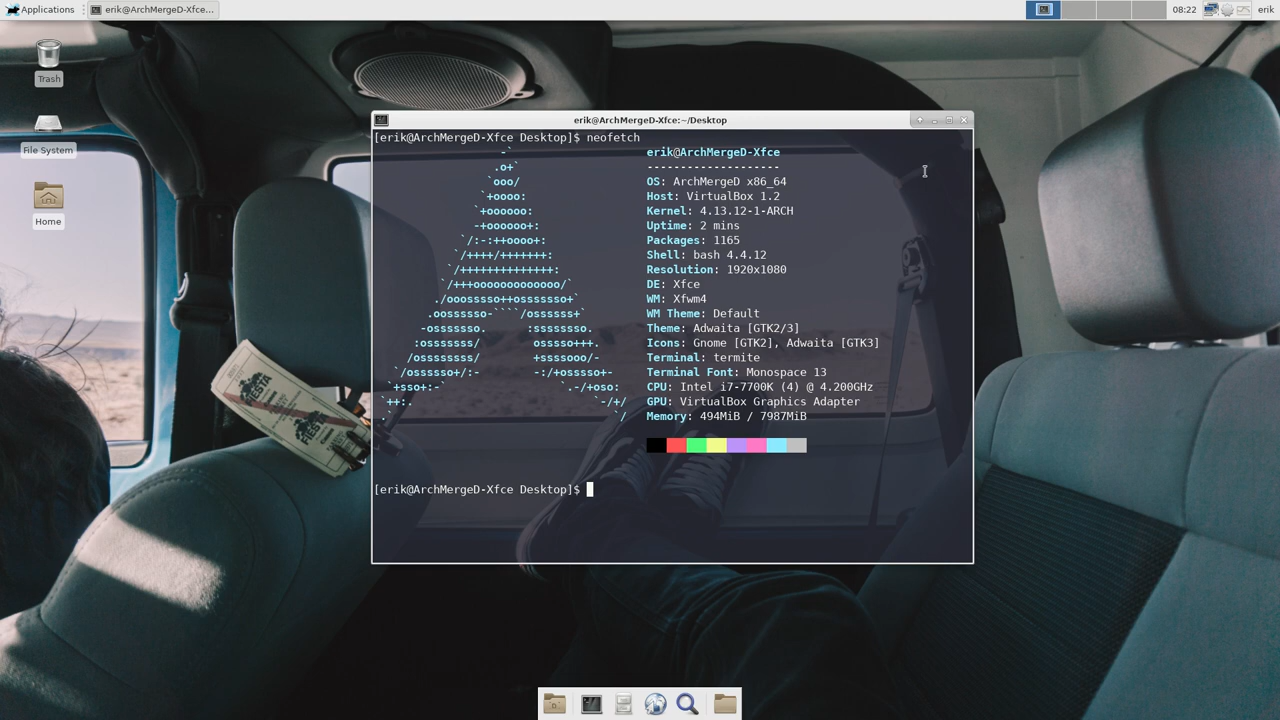 Applications
erik@ArchMergeD-Xfce...
08:22
erik
Trash
File System
Home
erik@ArchMergeD-Xfce:~/Desktop
[erik@ArchMergeD-Xfce Desktop]$ neofetch
erik@ArchMergeD-Xfce
--------------------
OS: ArchMergeD x86_64
Host: VirtualBox 1.2
Kernel: 4.13.12-1-ARCH
Uptime: 2 mins
Packages: 1165
Shell: bash 4.4.12
Resolution: 1920x1080
DE: Xfce
WM: Xfwm4
WM Theme: Default
Theme: Adwaita [GTK2/3]
Icons: Gnome [GTK2], Adwaita [GTK3]
Terminal: termite
Terminal Font: Monospace 13
CPU: Intel i7-7700K (4) @ 4.200GHz
GPU: VirtualBox Graphics Adapter
Memory: 494MiB / 7987MiB
[erik@ArchMergeD-Xfce Desktop]$
FIESTA
FIESTA